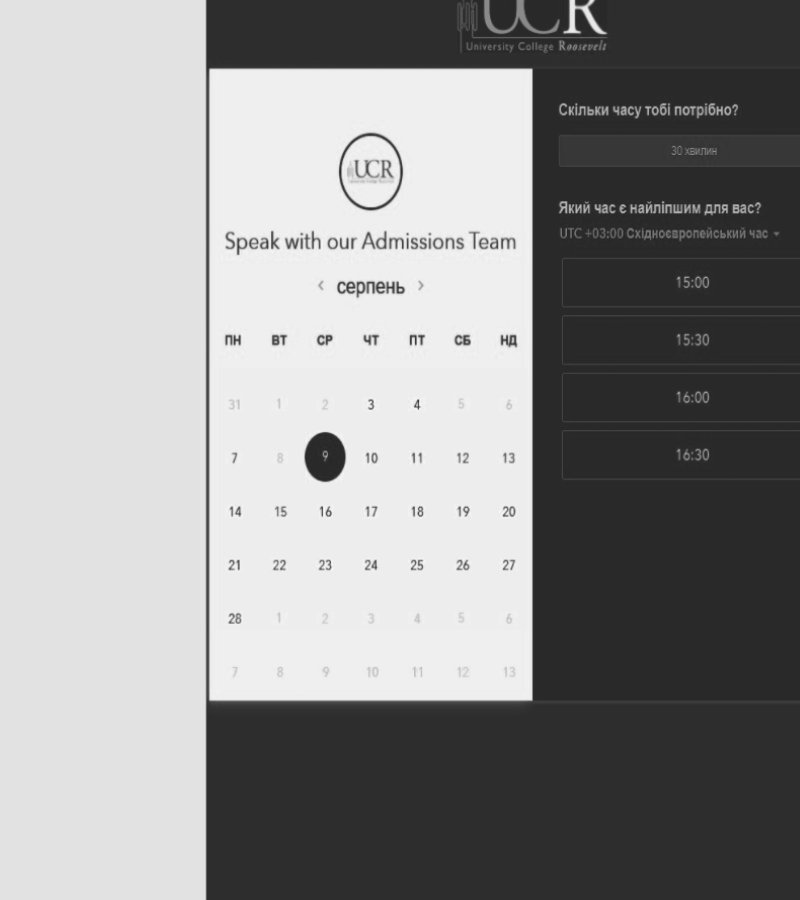 UCR
University College Roosevelt
UCR
Speak with our Admissions Team
< серпень >
ПН ВТ СР ЧТ ПТ СБ НД
31 1 2 3 4 5 6
7 8 9 10 11 12 13
14 15 16 17 18 19 20
21 22 23 24 25 26 27
28 1 2 3 4 5 6
7 8 9 10 11 12 13
Скільки часу тобі потрібно?
30 хвилин
Який час є найліпшим для вас?
UTC +03:00 Східноєвропейський час
15:00
15:30
16:00
16:30